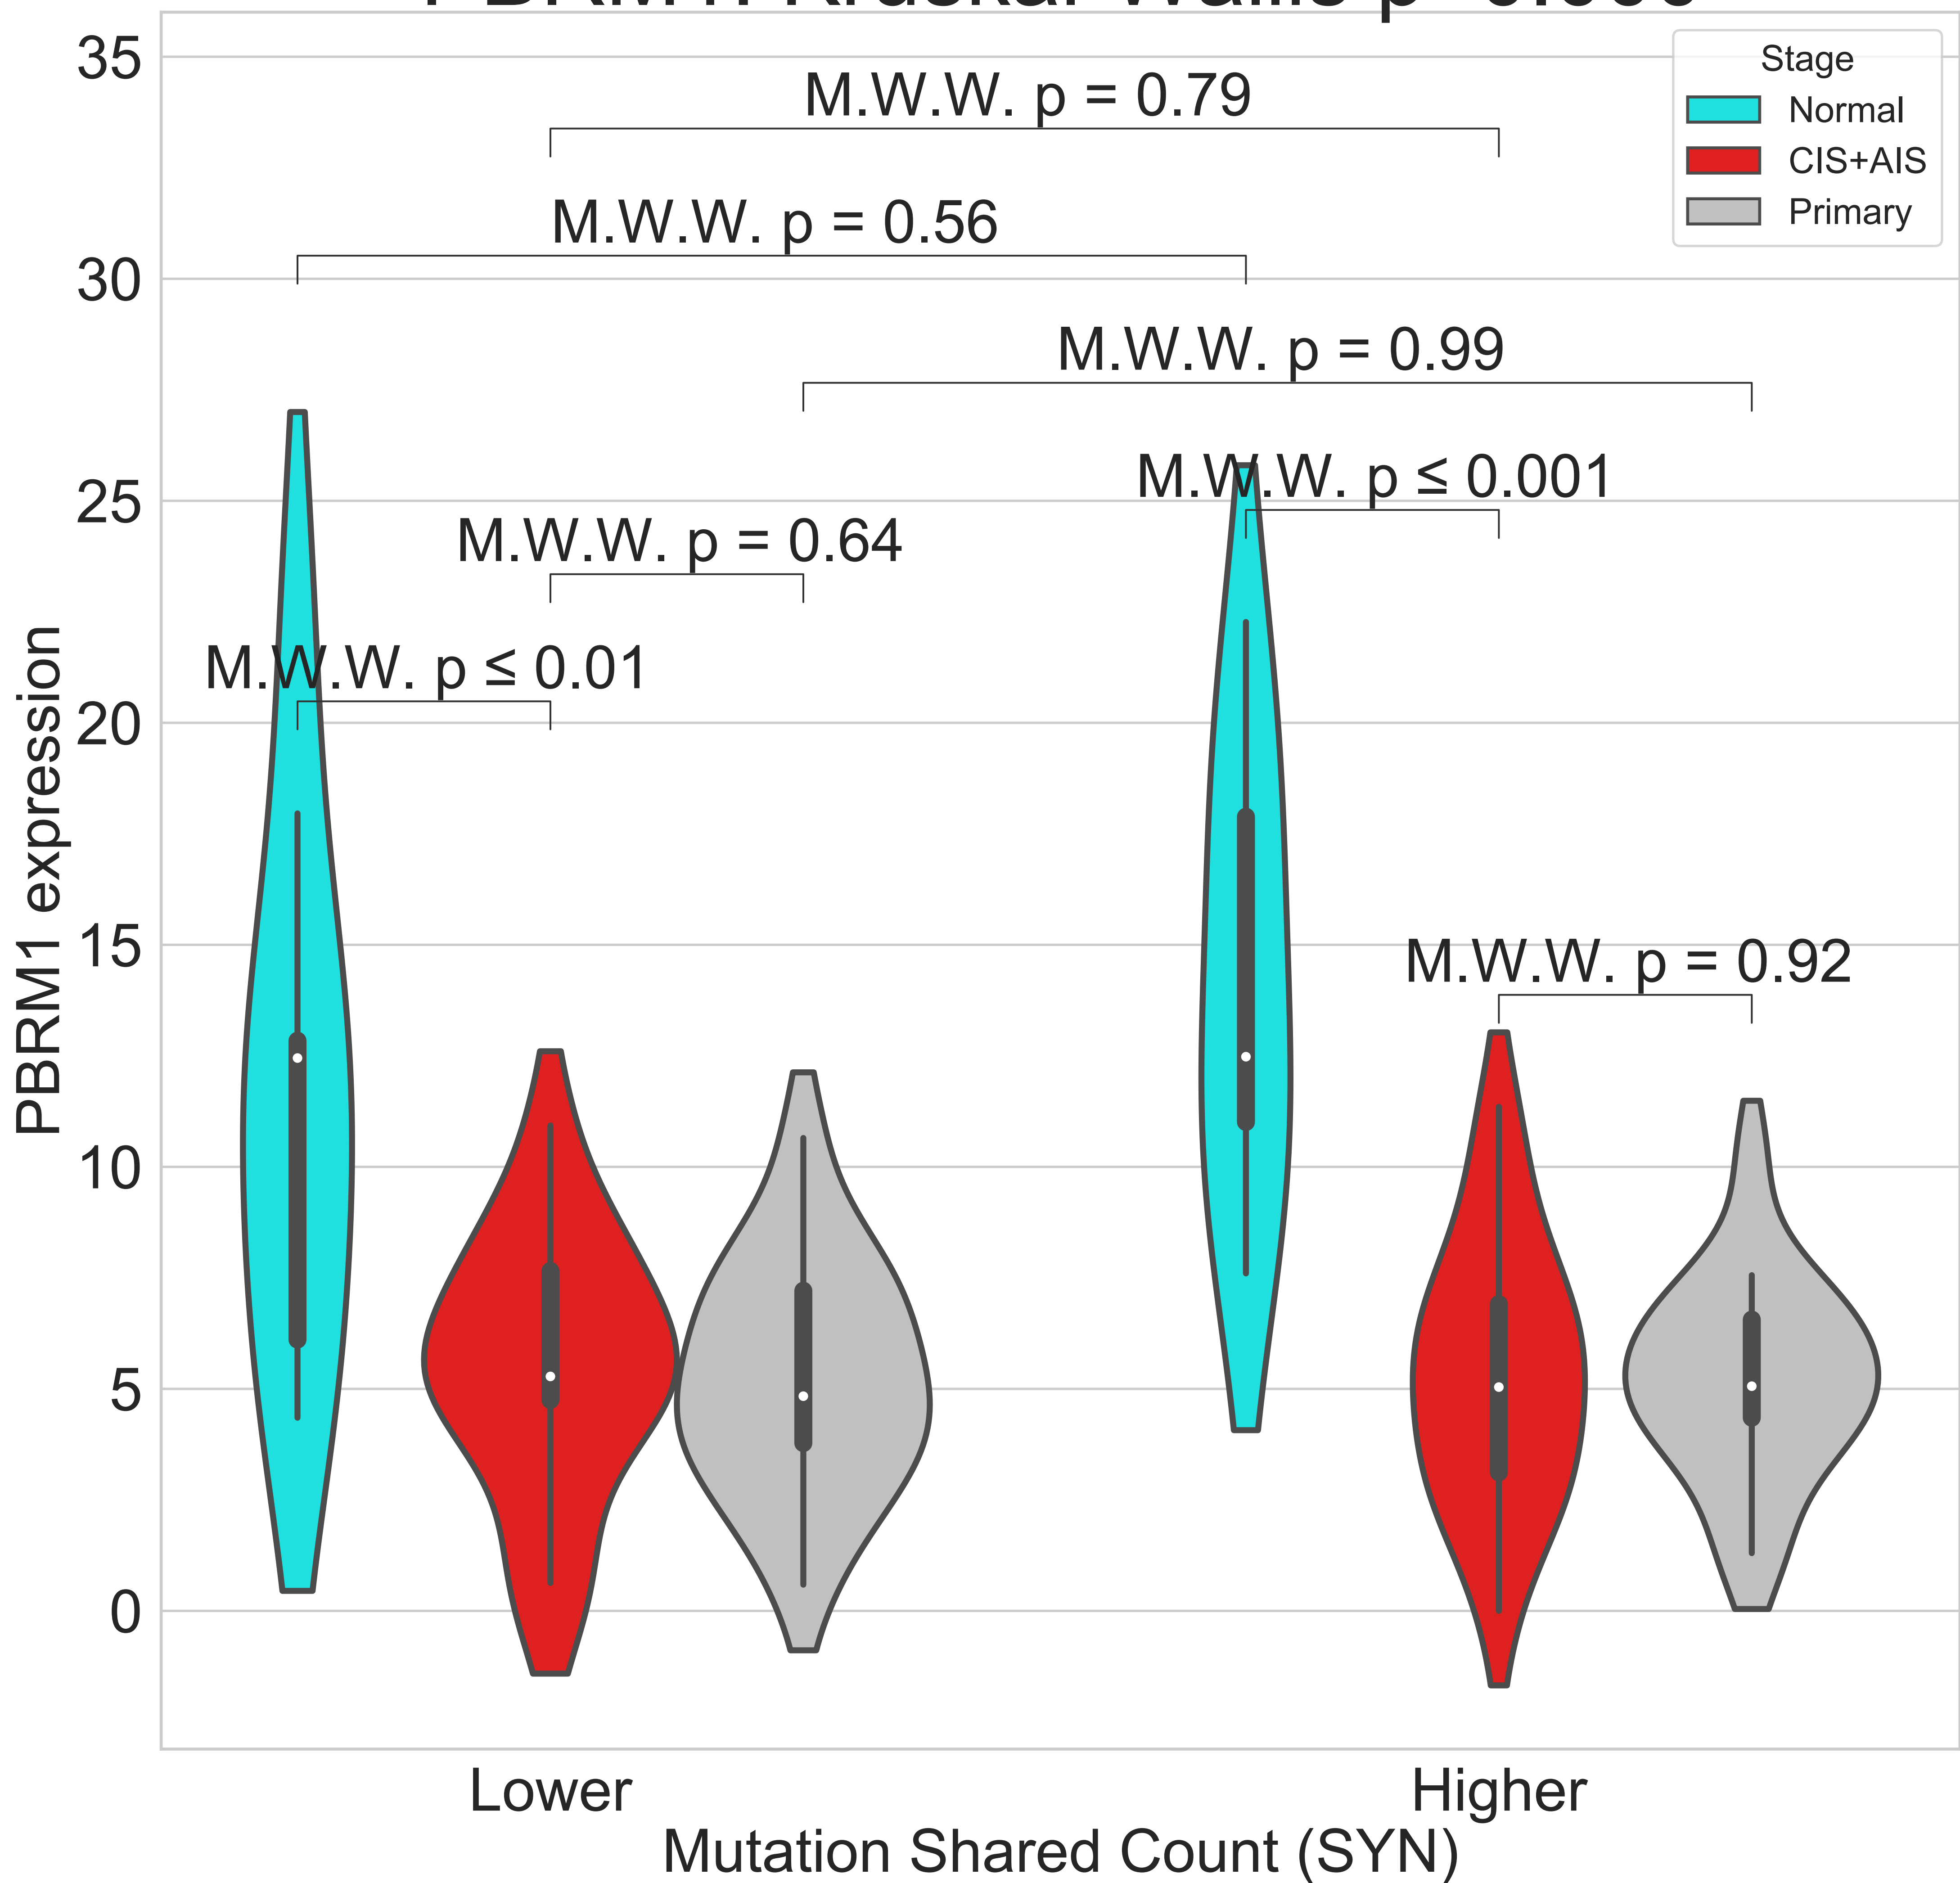 35
30
25
20
15
10
5
0
PBRM1 expression
M.W.W. p = 0.79
M.W.W. p = 0.56
M.W.W. p = 0.99
M.W.W. p ≤ 0.001
M.W.W. p = 0.64
M.W.W. p ≤ 0.01
M.W.W. p = 0.92
Stage
Normal
CIS+AIS
Primary
Lower
Higher
Mutation Shared Count (SYN)